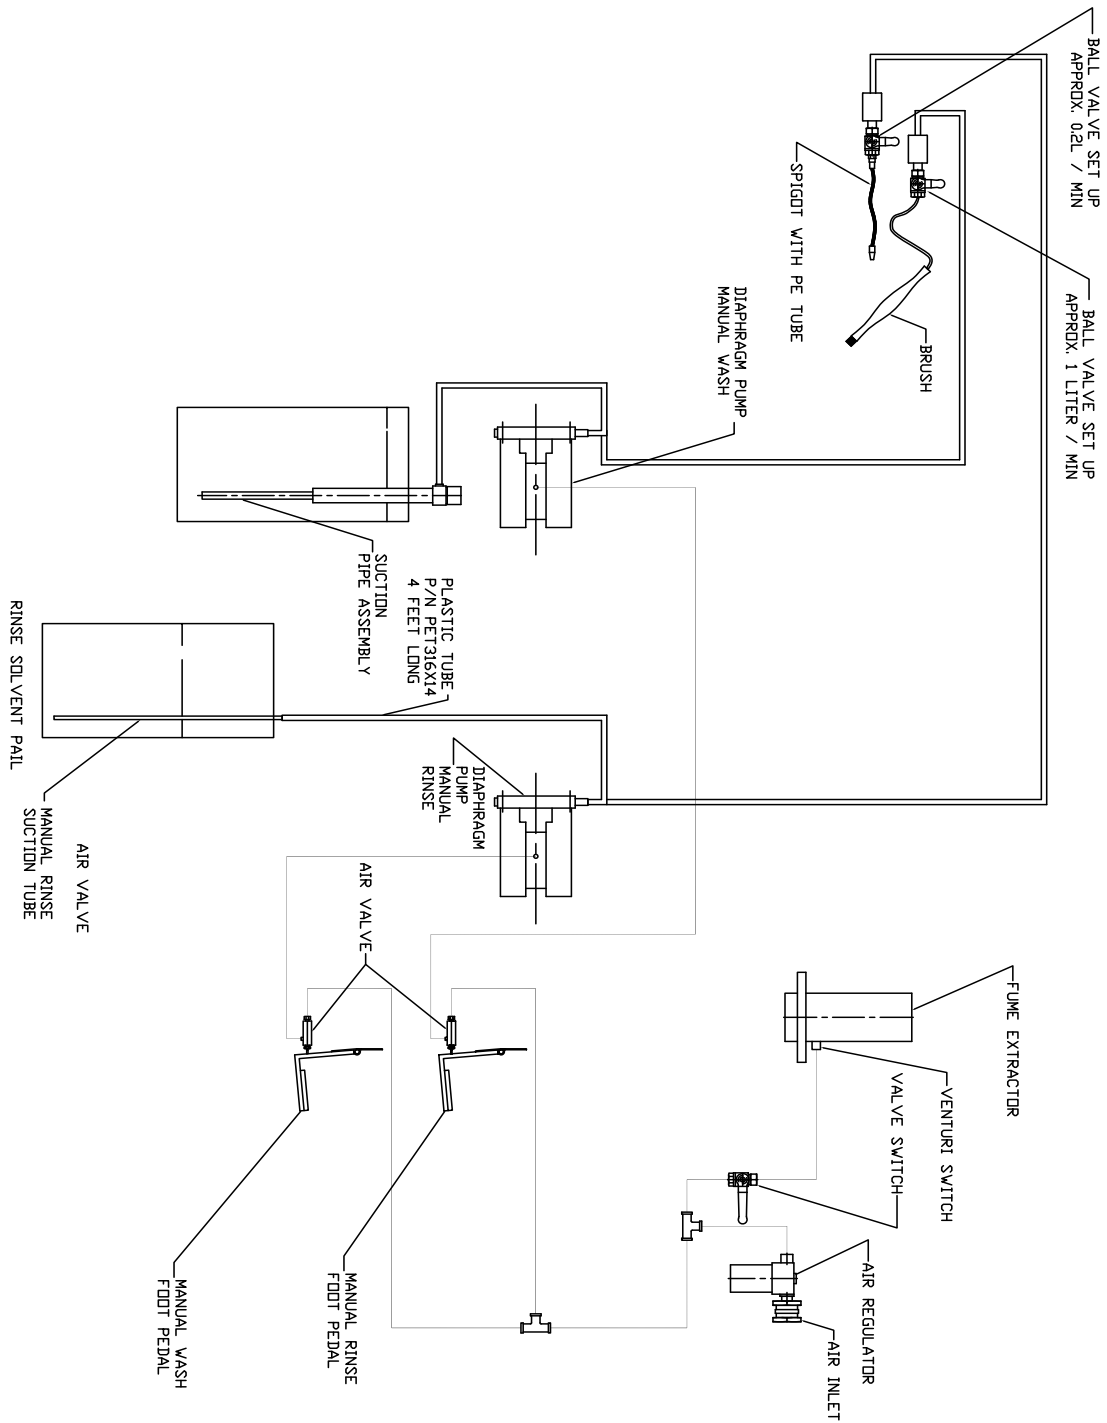 BALL VALVE SET UP
APPROX. 0.2L / MIN
BALL VALVE SET UP
APPROX. 1 LITER / MIN
SPIGOT WITH PE TUBE
BRUSH
DIAPHRAGM PUMP
MANUAL WASH
FUME EXTRACTOR
VENTURI SWITCH
VALVE SWITCH
AIR REGULATOR
AIR INLET
SUCTION
PIPE ASSEMBLY
PLASTIC TUBE
P/N PET316X14
4 FEET LONG
DIAPHRAGM
PUMP
MANUAL
RINSE
AIR VALVE
MANUAL RINSE
FOOT PEDAL
MANUAL WASH
FOOT PEDAL
AIR VALVE
MANUAL RINSE
SUCTION TUBE
RINSE SOLVENT PAIL